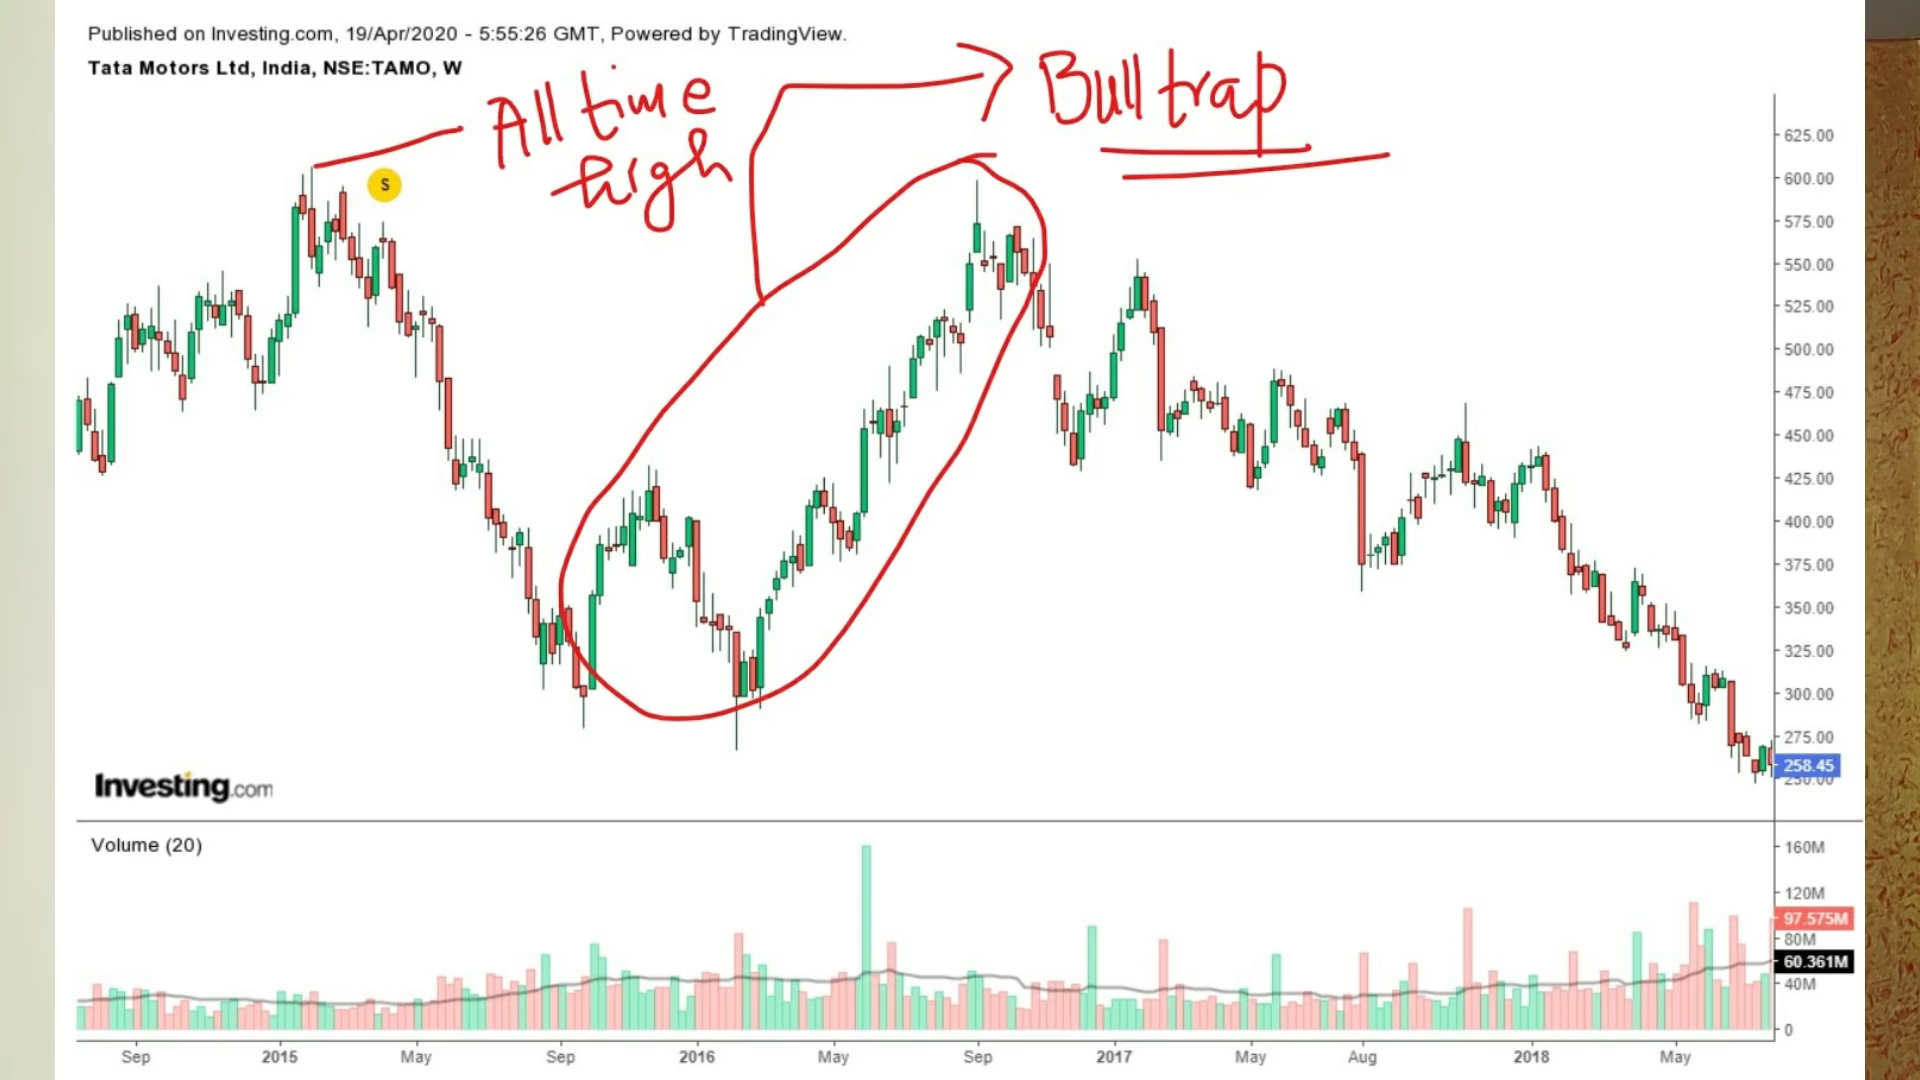 Published on Investing.com, 19/Apr/2020 - 5:55:26 GMT, Powered by TradingView.
Tata Motors Ltd, India, NSE:TAMO, W
All time
high
Bull trap
S
625.00
600.00
575.00
550.00
525.00
500.00
475.00
450.00
425.00
400.00
375.00
350.00
325.00
300.00
275.00
258.45
250.00
Investing.com
Volume (20)
160M
120M
97.575M
80M
60.361M
40M
0
Sep 2015 May Sep 2016 May Sep 2017 May Aug 2018 May